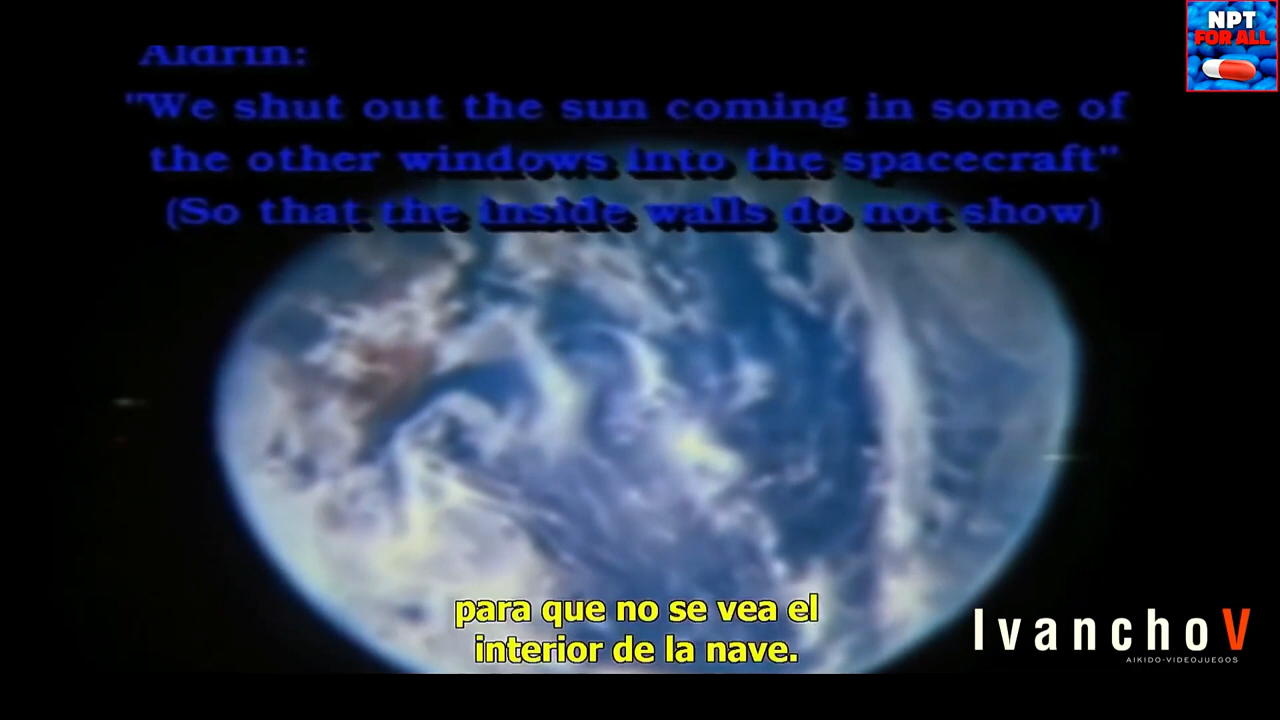 NPT
FOR ALL
Aldrin:
"We shut out the sun coming in some of
the other windows into the spacecraft"
(So that the inside walls do not show)
para que no se vea el
interior de la nave.
IvanchoV
AIKIDO-VIDEOJUEGOS